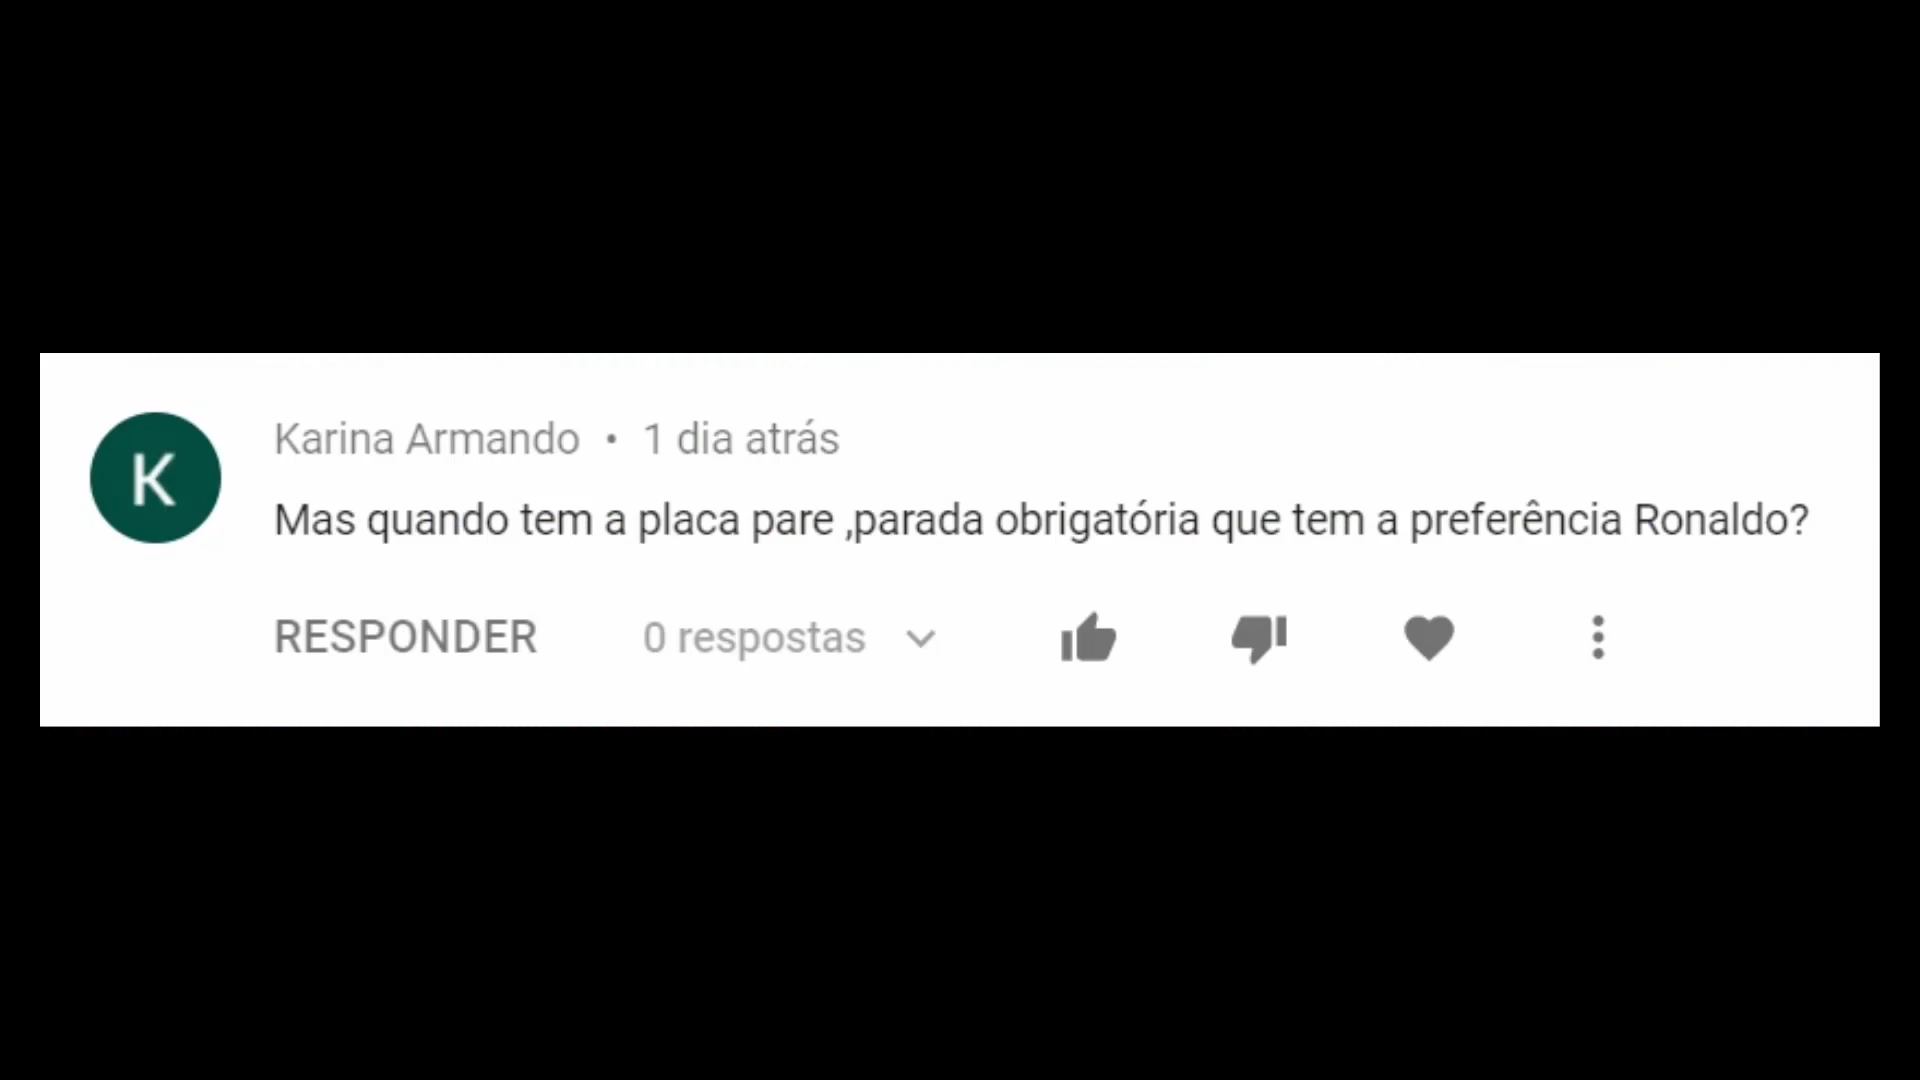 K
Karina Armando • 1 dia atrás
Mas quando tem a placa pare ,parada obrigatória que tem a preferência Ronaldo?
RESPONDER 0 respostas